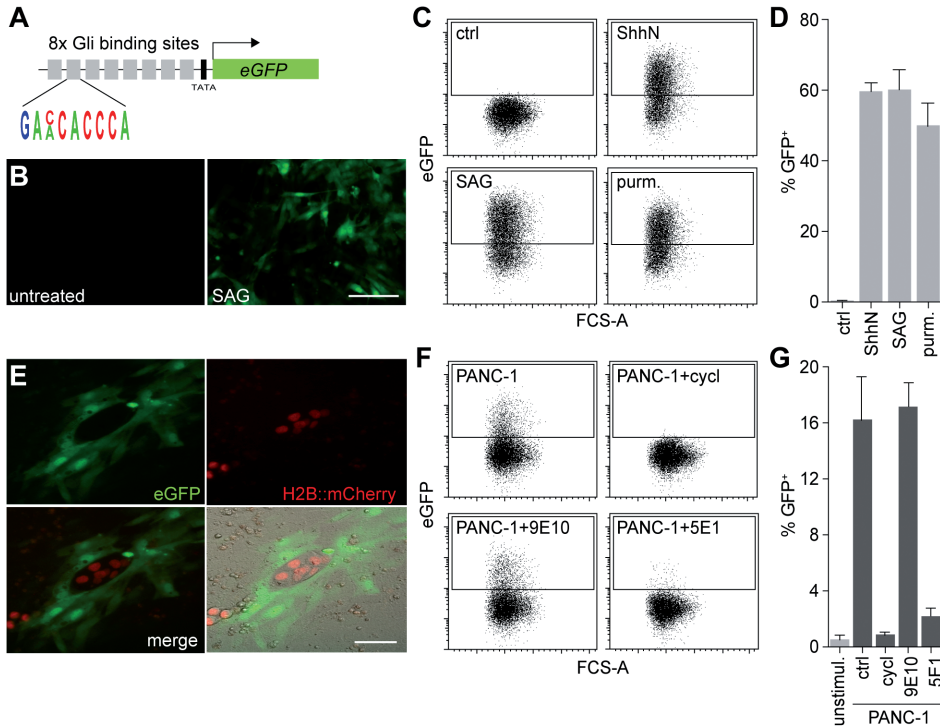 A
8x Gli binding sites
eGFP
TATA
GACCACCCA
A
B
untreated
SAG
C
ctrl
ShhN
SAG
purm.
eGFP
FCS-A
D
% GFP+
80
60
40
20
0
ctrl
ShhN
SAG
purm.
E
eGFP
H2B::mCherry
merge
F
PANC-1
PANC-1+cycl
PANC-1+9E10
PANC-1+5E1
eGFP
FCS-A
G
% GFP+
20
16
12
8
4
0
unstimul.
ctrl
cycl
9E10
5E1
PANC-1